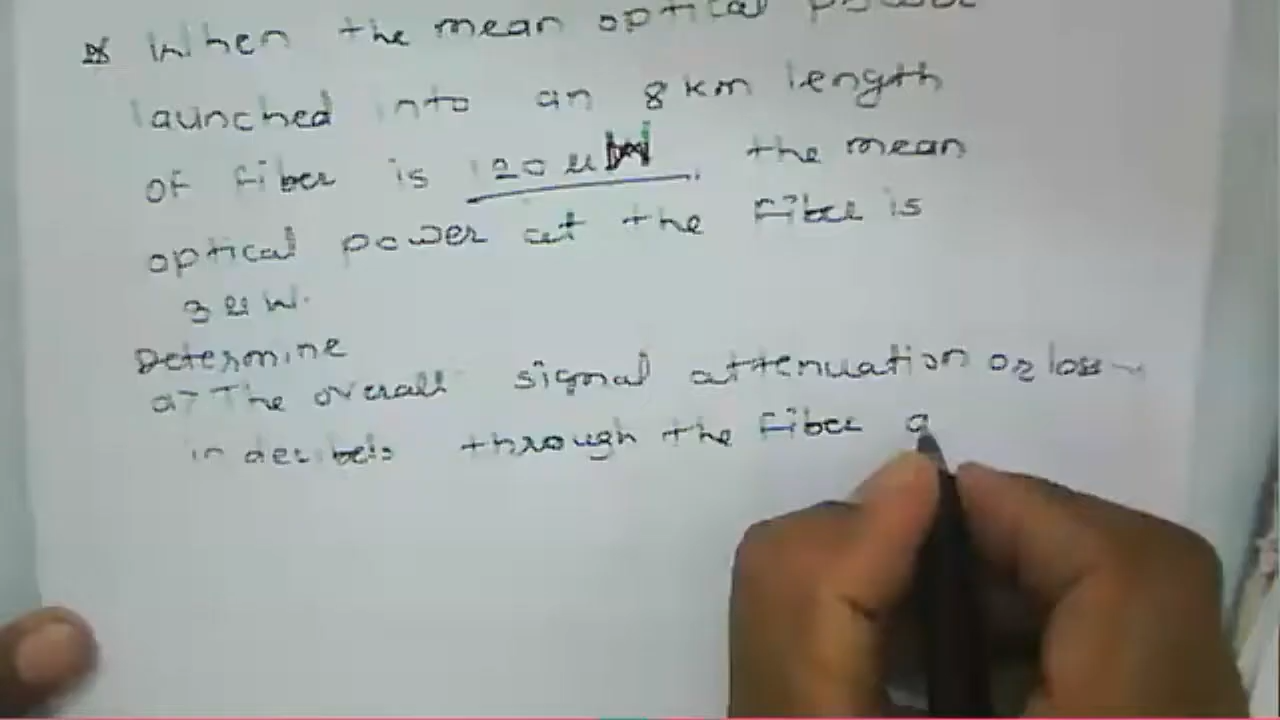 When the mean optical power
launched into an 8 km length
of fiber is 120 μW the mean
optical power at the fiber is
3 μW.
Determine
a> The overall signal attenuation or loss
in decibels through the fiber a